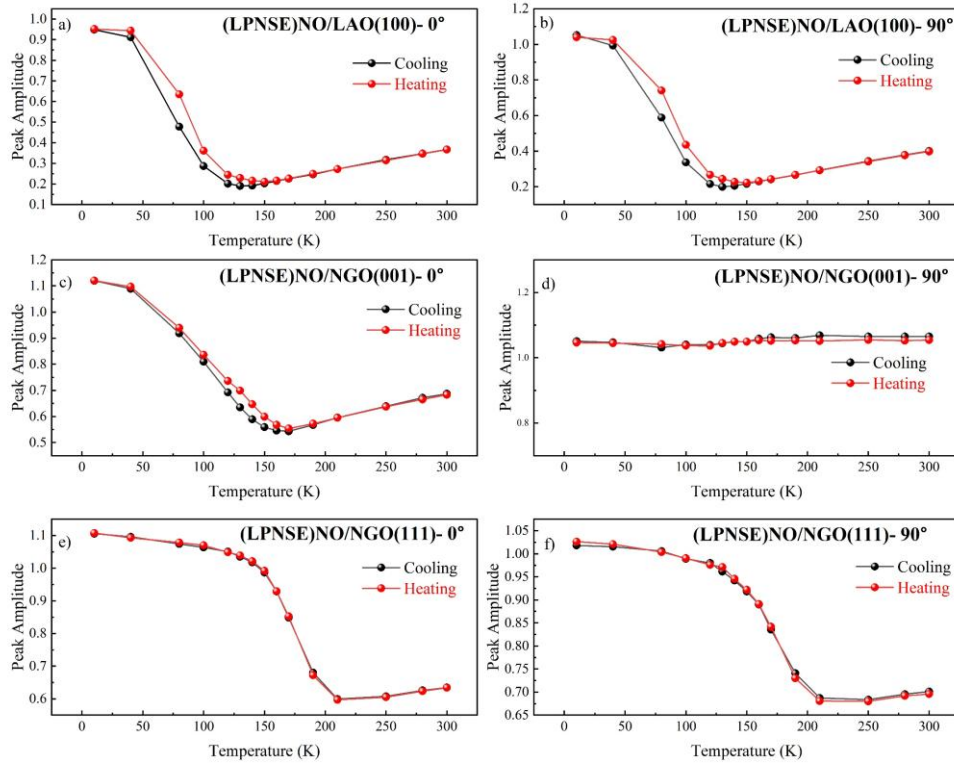 a)
(LPNSE)NO/LAO(100)- 0°
Cooling
Heating
Peak Amplitude
1.0
0.9
0.8
0.7
0.6
0.5
0.4
0.3
0.2
0.1
0 50 100 150 200 250 300
Temperature (K)
b)
(LPNSE)NO/LAO(100)- 90°
Cooling
Heating
Peak Amplitude
1.2
1.0
0.8
0.6
0.4
0.2
0 50 100 150 200 250 300
Temperature (K)
c)
(LPNSE)NO/NGO(001)- 0°
Cooling
Heating
Peak Amplitude
1.2
1.1
1.0
0.9
0.8
0.7
0.6
0.5
0 50 100 150 200 250 300
Temperature (K)
d)
(LPNSE)NO/NGO(001)- 90°
Cooling
Heating
Peak Amplitude
1.2
1.0
0.8
0 50 100 150 200 250 300
Temperature (K)
e)
(LPNSE)NO/NGO(111)- 0°
Cooling
Heating
Peak Amplitude
1.1
1.0
0.9
0.8
0.7
0.6
0 50 100 150 200 250 300
Temperature (K)
f)
(LPNSE)NO/NGO(111)- 90°
Cooling
Heating
Peak Amplitude
1.05
1.00
0.95
0.90
0.85
0.80
0.75
0.70
0.65
0 50 100 150 200 250 300
Temperature (K)